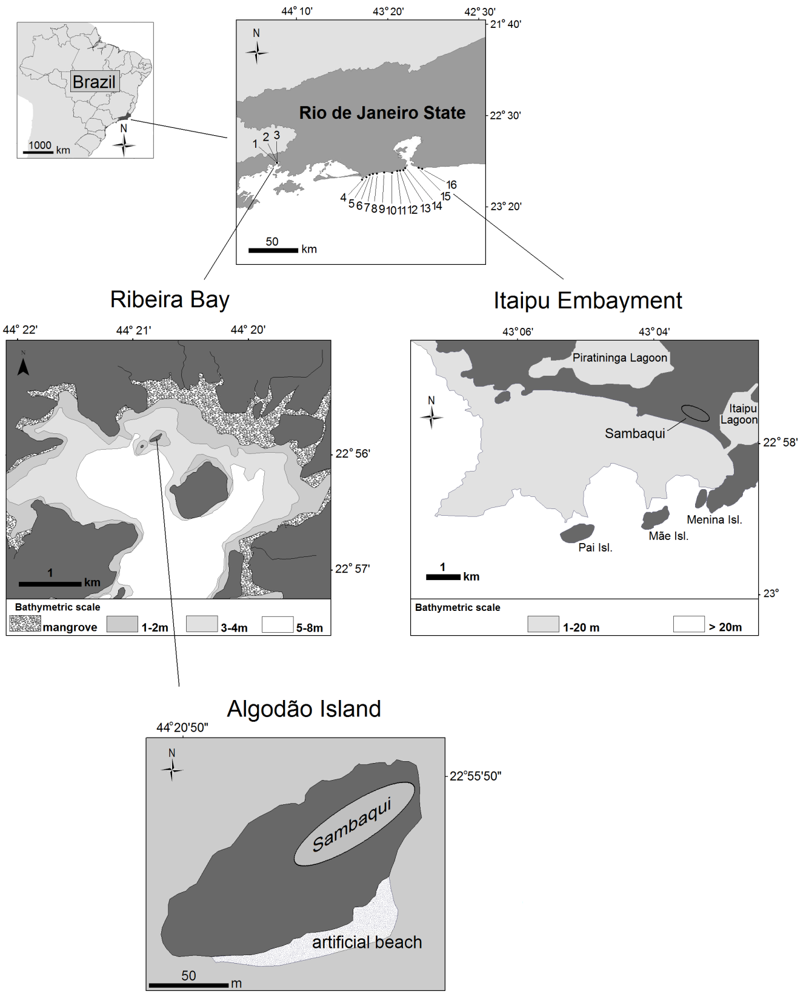 44° 10'
43° 20'
42° 30'
21° 40'
22° 30'
23° 20'
Brazil
N
1000 km
N
Rio de Janeiro State
1
2
3
4
5
6
7
8
9
10
11
12
13
14
15
16
50 km
Ribeira Bay
44° 22'
44° 21'
44° 20'
N
22° 56'
22° 57'
1 km
Bathymetric scale
mangrove
1-2m
3-4m
5-8m
Itaipu Embayment
43° 06'
43° 04'
Piratininga Lagoon
N
Itaipu
Lagoon
Sambaqui
22° 58'
Menina Isl.
Mãe Isl.
Pai Isl.
1 km
23°
Bathymetric scale
1-20 m
> 20m
Algodão Island
44°20'50"
N
22°55'50"
Sambaqui
artificial beach
50 m